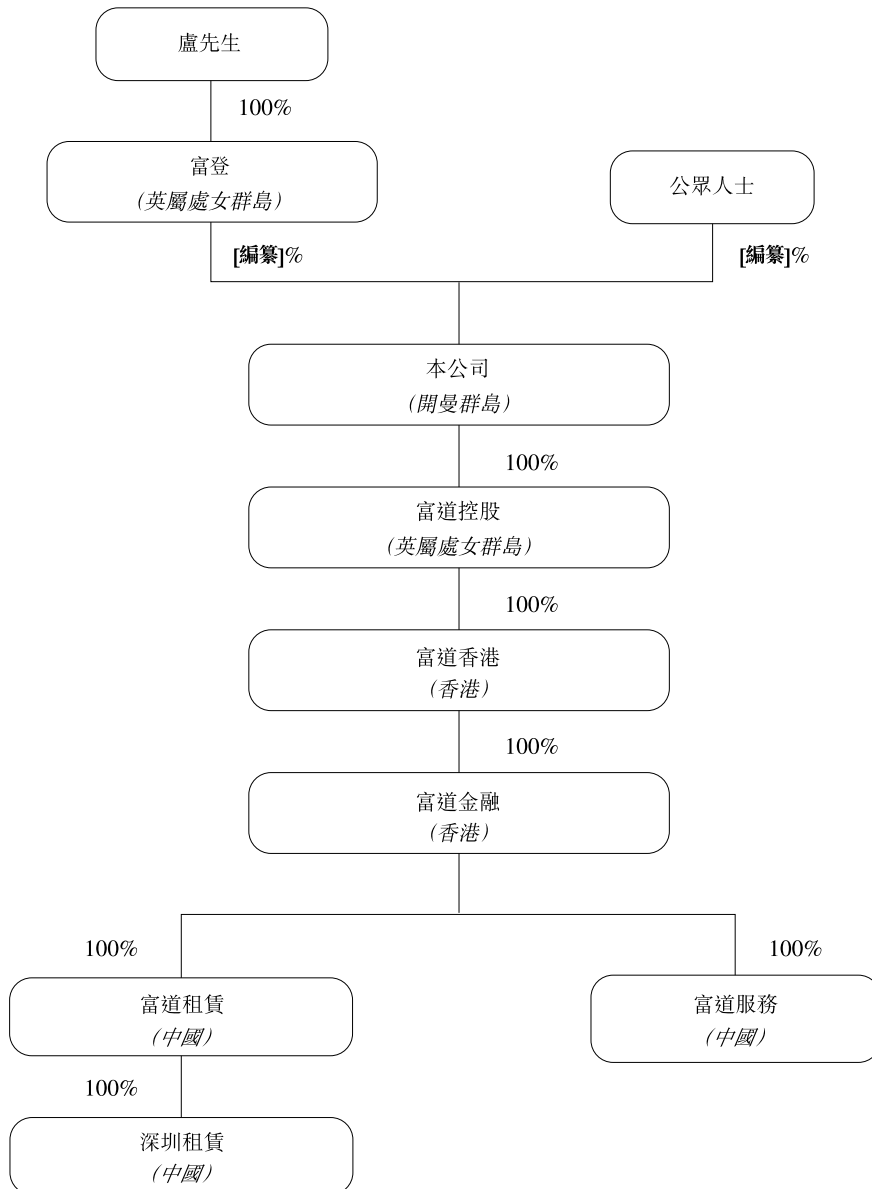 盧先生
100%
富登
(英屬處女群島)
公眾人士
[編纂]%
[編纂]%
本公司
(開曼群島)
100%
富道控股
(英屬處女群島)
100%
富道香港
(香港)
100%
富道金融
(香港)
100%
100%
富道租賃
(中國)
富道服務
(中國)
100%
深圳租賃
(中國)